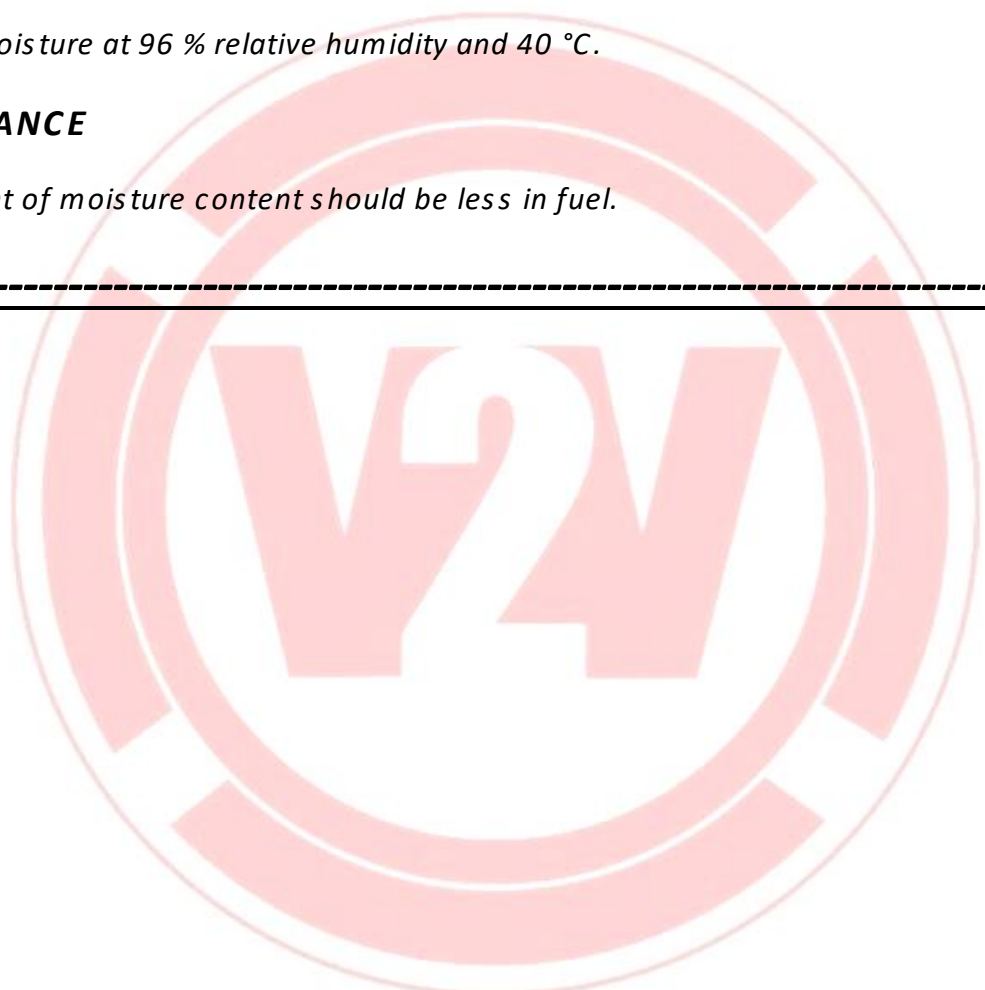 oisture at 96 % relative humidity and 40 °C.
ANCE
t of moisture content should be less in fuel.
V2V